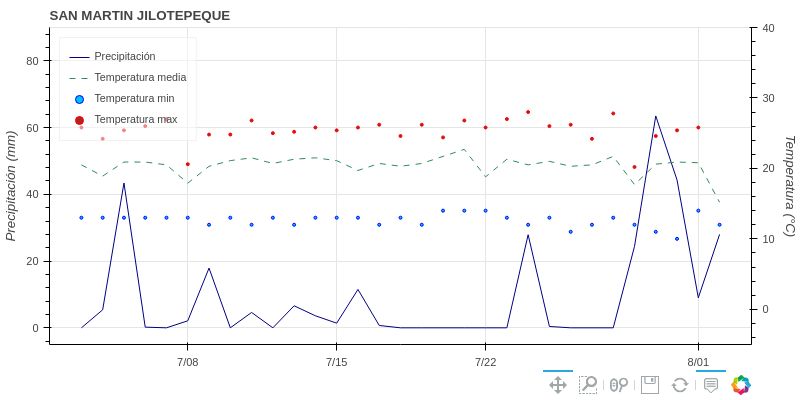 SAN MARTIN JILOTEPEQUE
Precipitación
Temperatura media
Temperatura min
Temperatura max
Precipitación (mm)
80
60
40
20
0
Temperatura (°C)
40
30
20
10
0
7/08
7/15
7/22
8/01